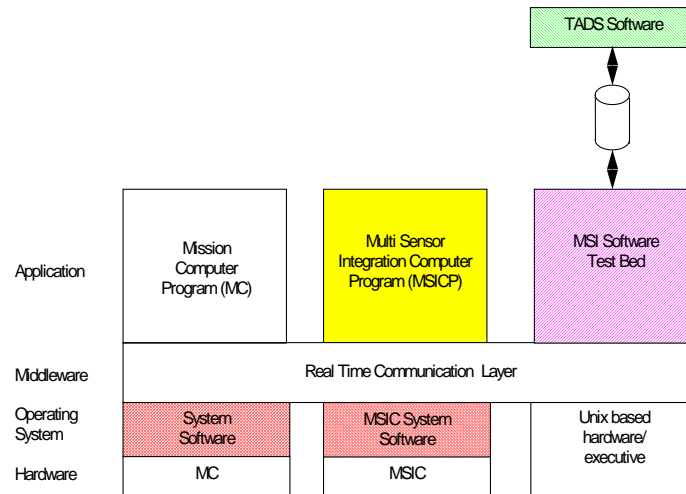 TADS Software
Application
Mission
Computer
Program (MC)
Multi Sensor
Integration Computer
Program (MSICP)
MSI Software
Test Bed
Middleware
Real Time Communication Layer
Operating
System
System
Software
MSIC System
Software
Unix based
hardware/
executive
Hardware
MC
MSIC